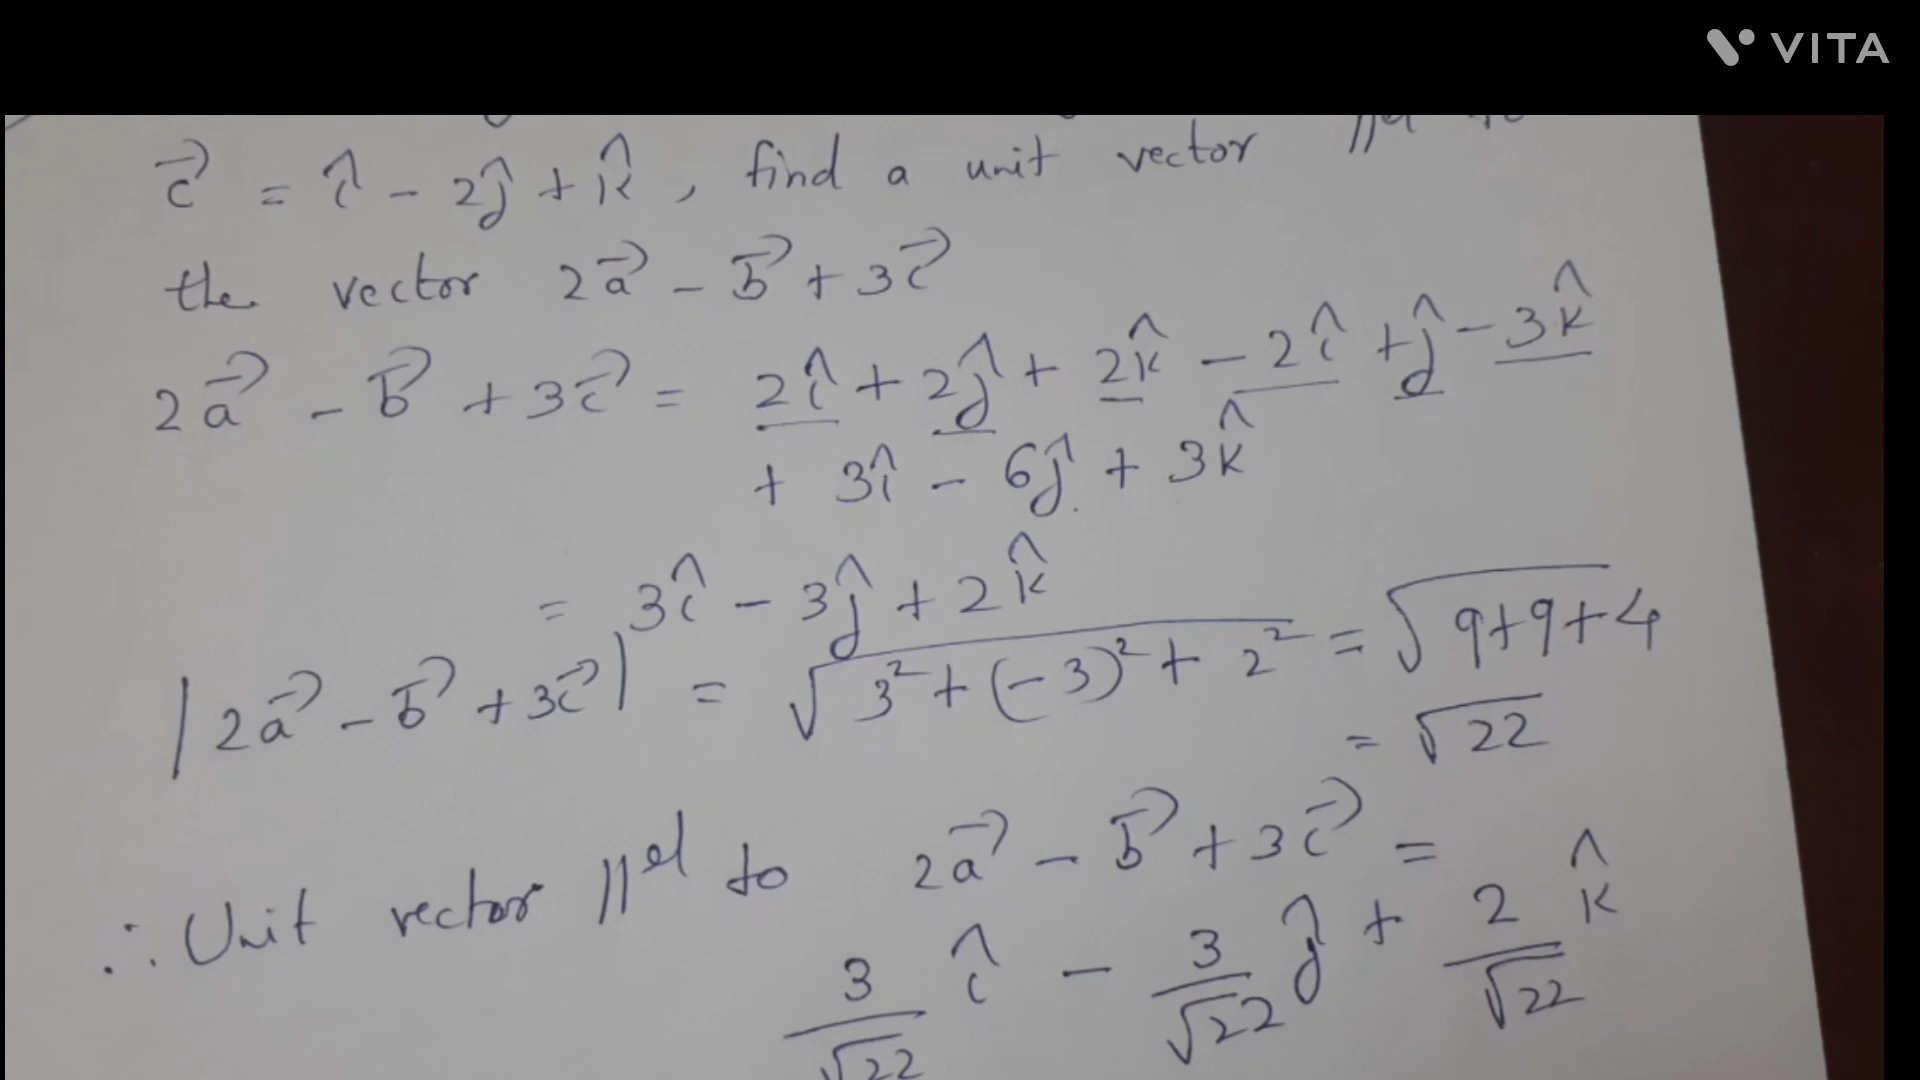 VITA
c⃗ = î - 2ĵ + k̂, find a unit vector
the vector 2a⃗ - b⃗ + 3c⃗
2a⃗ - b⃗ + 3c⃗ = 2î + 2ĵ + 2k̂ - 2î + ĵ - 3k̂
+ 3î - 6ĵ + 3k̂
= 3î - 3ĵ + 2k̂
|2a⃗ - b⃗ + 3c⃗| = √(3² + (-3)² + 2²) = √(9+9+4)
= √22
∴ Unit vector ||el to 2a⃗ - b⃗ + 3c⃗ =
3/√22 î - 3/√22 ĵ + 2/√22 k̂